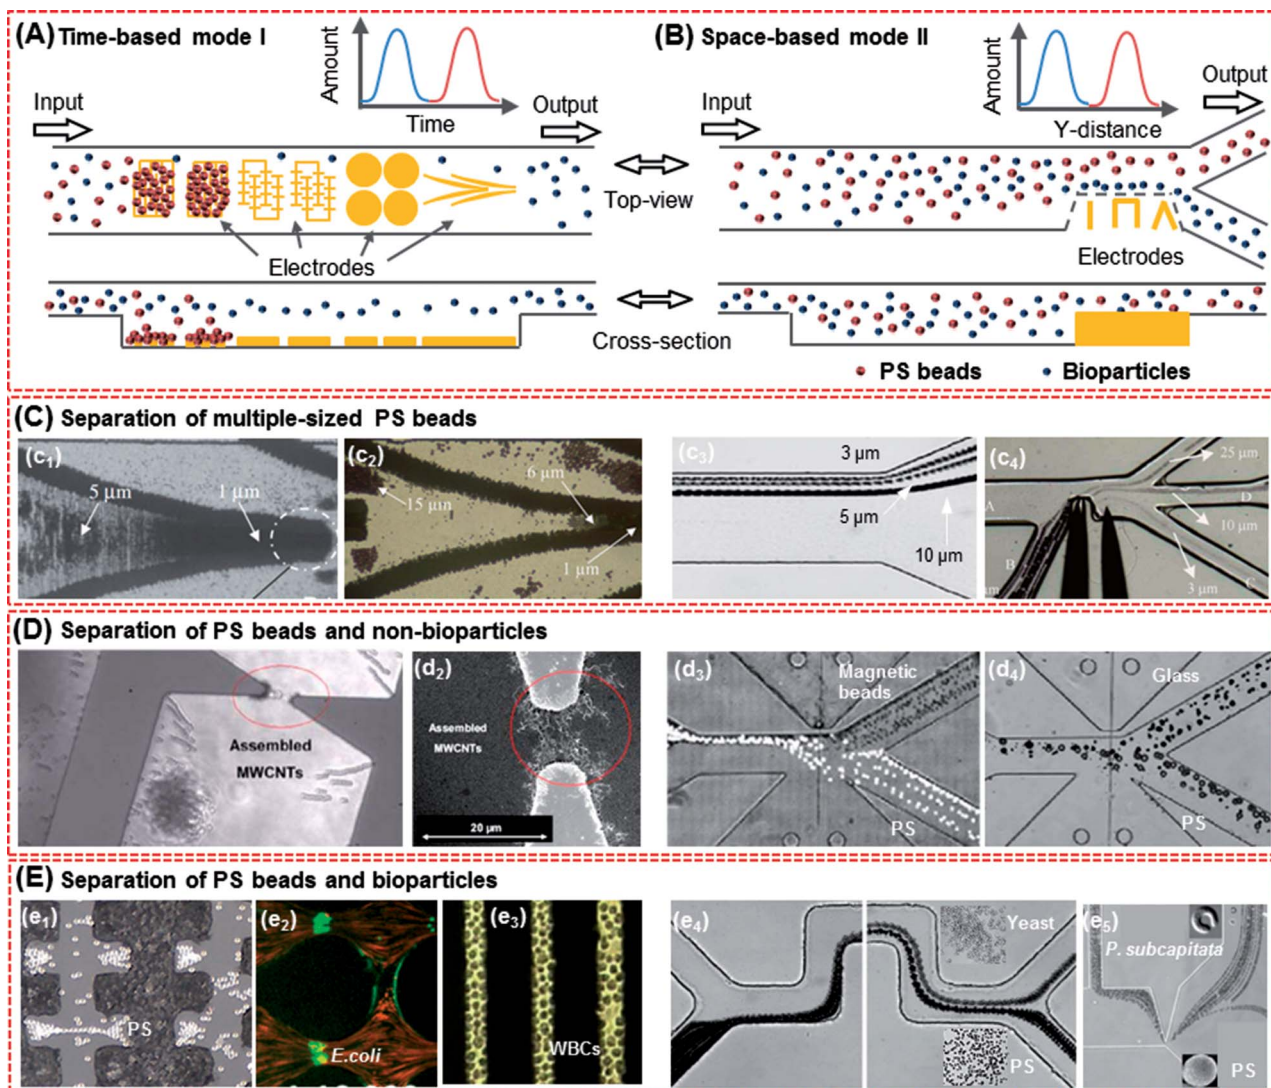 (A) Time-based mode I
Amount
Time
Input
Output
Electrodes
Top-view
Cross-section
(B) Space-based mode II
Amount
Y-distance
Input
Output
Electrodes
PS beads
Bioparticles
(C) Separation of multiple-sized PS beads
(c1)
5 µm
1 µm
(c2)
15 µm
6 µm
1 µm
(c3)
3 µm
5 µm
10 µm
(c4)
25 µm
10 µm
3 µm
A
B
C
D
µm
(D) Separation of PS beads and non-bioparticles
Assembled
MWCNTs
(d2)
Assembled
MWCNTs
20 µm
(d3)
Magnetic
beads
PS
(d4)
Glass
PS
(E) Separation of PS beads and bioparticles
(e1)
PS
(e2)
E.coli
(e3)
WBCs
(e4)
Yeast
PS
(e5)
P. subcapitata
PS